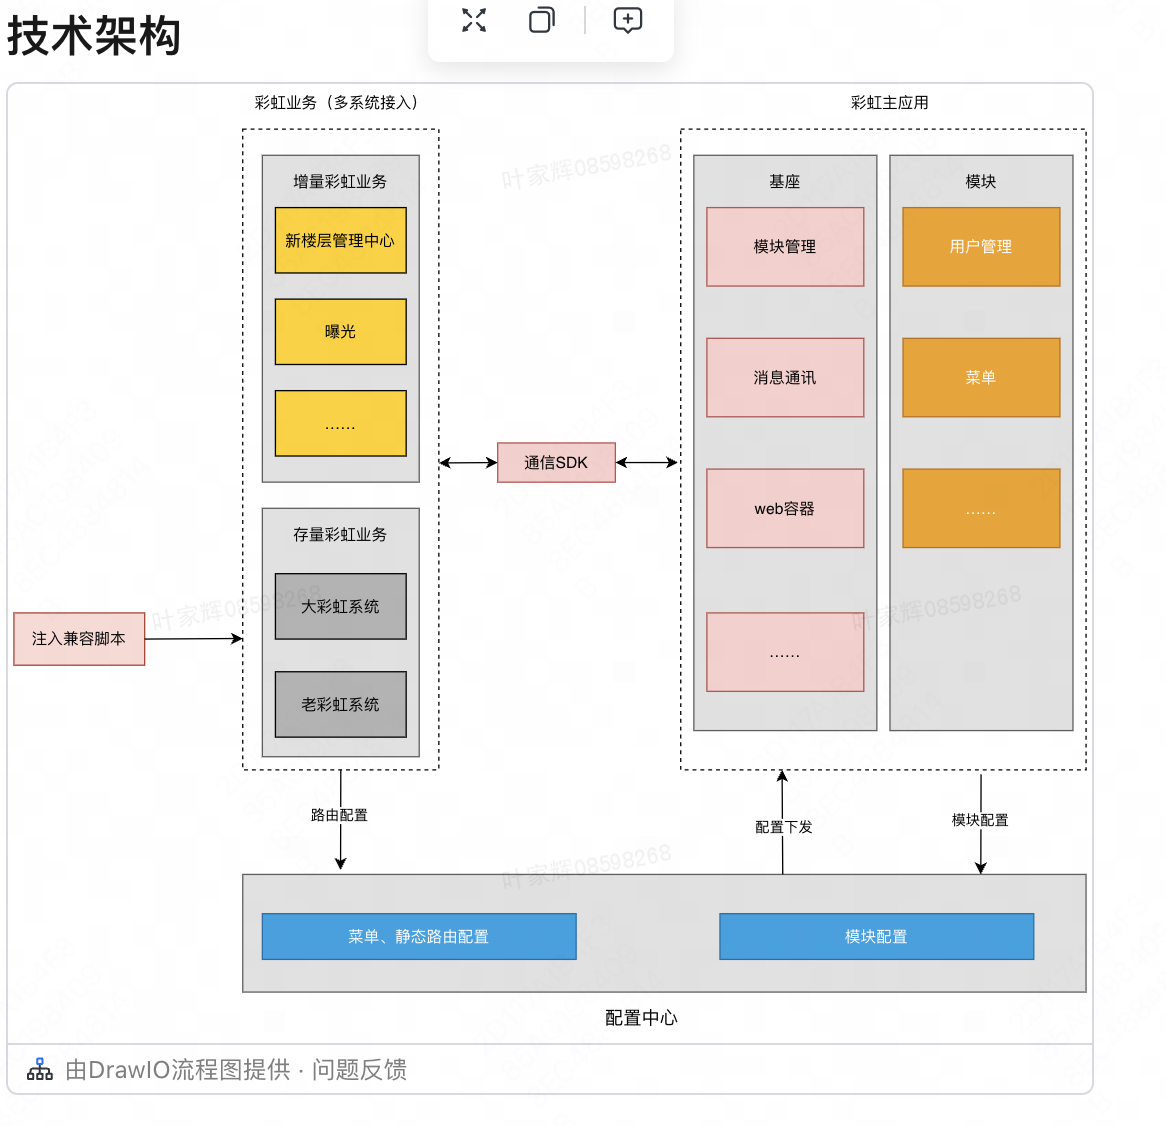 技术架构
彩虹业务（多系统接入）
彩虹主应用
增量彩虹业务
新楼层管理中心
曝光
......
存量彩虹业务
大彩虹系统
老彩虹系统
注入兼容脚本
通信SDK
基座
模块管理
消息通讯
web容器
......
模块
用户管理
菜单
......
路由配置
配置下发
模块配置
菜单、静态路由配置
模块配置
配置中心
由DrawIO流程图提供 · 问题反馈
叶家辉08598268
叶家辉08598268
叶家辉08598268
叶家辉08598268